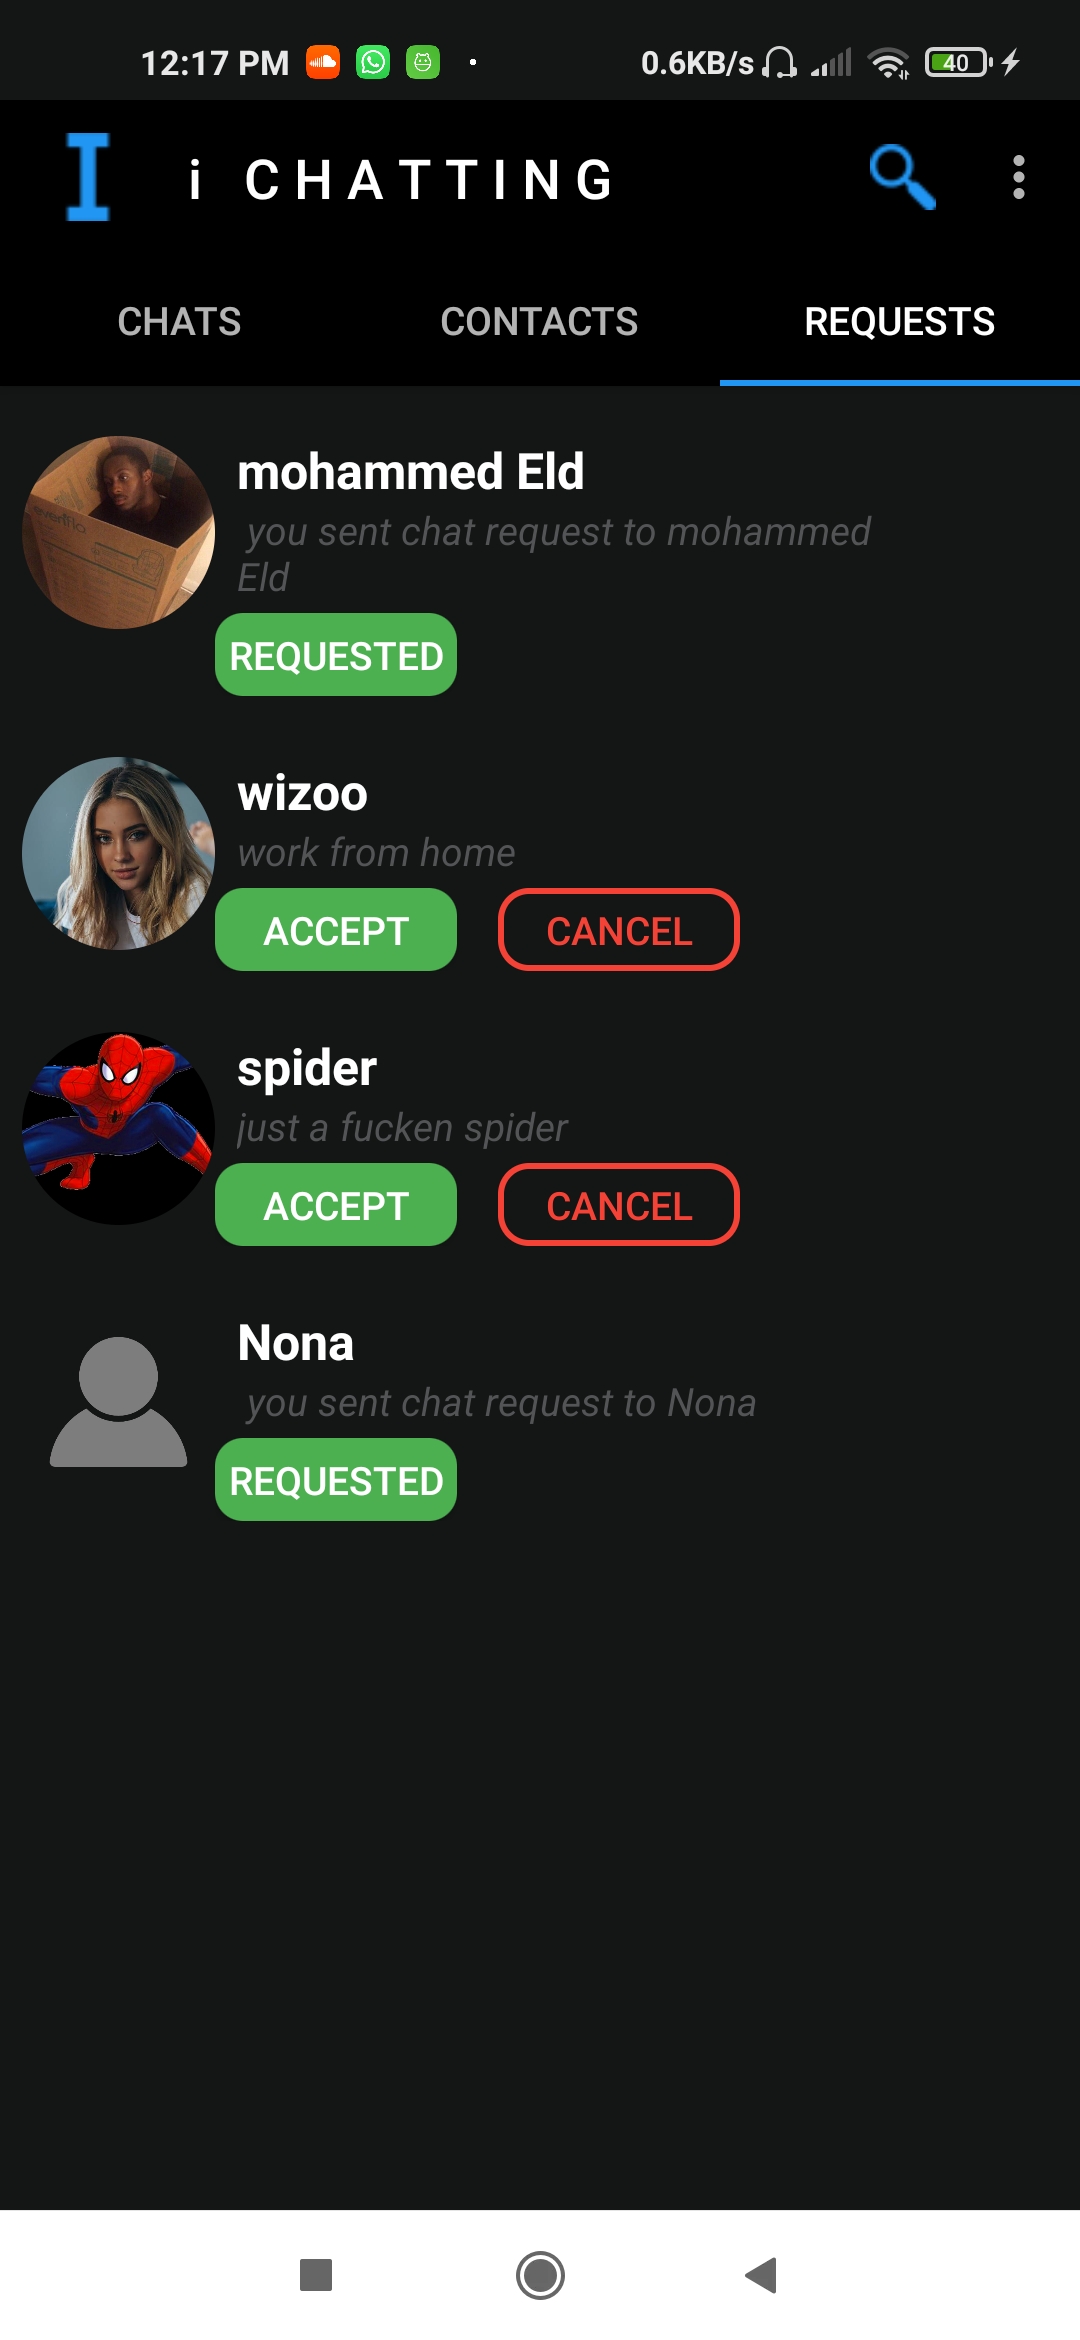 12:17 PM 0.6KB/s 40
I i CHATTING
CHATS CONTACTS REQUESTS
mohammed Eld
you sent chat request to mohammed
Eld
REQUESTED
wizoo
work from home
ACCEPT CANCEL
spider
just a fucken spider
ACCEPT CANCEL
Nona
you sent chat request to Nona
REQUESTED